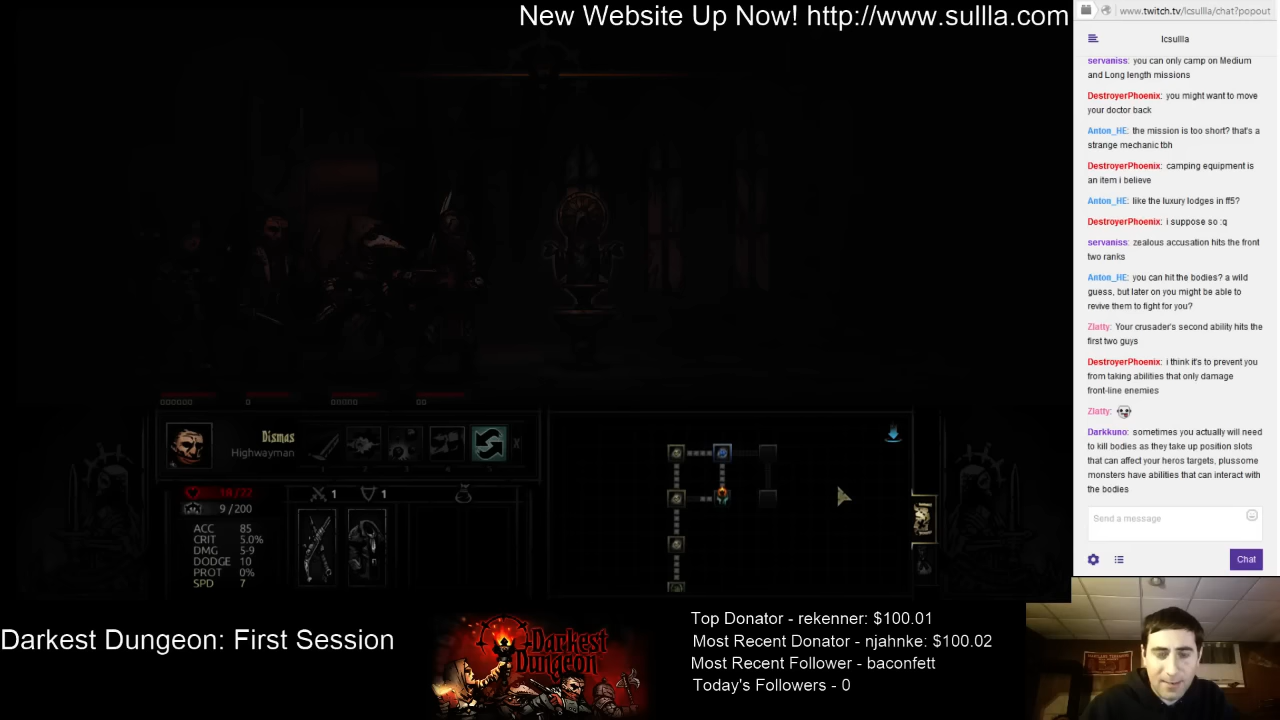 New Website Up Now! http://www.sullla.com
www.twitch.tv/lcsullla/chat?popout
lcsullla
servaniss: you can only camp on Medium
and Long length missions
DestroyerPhoenix: you might want to move
your doctor back
Anton_HE: the mission is too short? that's a
strange mechanic tbh
DestroyerPhoenix: camping equipment is
an item i believe
Anton_HE: like the luxury lodges in ff5?
DestroyerPhoenix: i suppose so :q
servaniss: zealous accusation hits the front
two ranks
Anton_HE: you can hit the bodies? a wild
guess, but later on you might be able to
revive them to fight for you?
Zlatty: Your crusader's second ability hits the
first two guys
DestroyerPhoenix: i think it's to prevent you
from taking abilities that only damage
front-line enemies
Zlatty:
Darkkuno: sometimes you actually will need
to kill bodies as they take up position slots
that can affect your heros targets, plussome
monsters have abilities that can interact with
the bodies
Send a message
Chat
Dismas
Highwayman
9/200
1
1
ACC 85
CRIT 5.0%
DMG 5-9
DODGE 10
PROT 0%
SPD 7
Darkest Dungeon: First Session
Darkest
Dungeon
Top Donator - rekenner: $100.01
Most Recent Donator - njahnke: $100.02
Most Recent Follower - baconfett
Today's Followers - 0